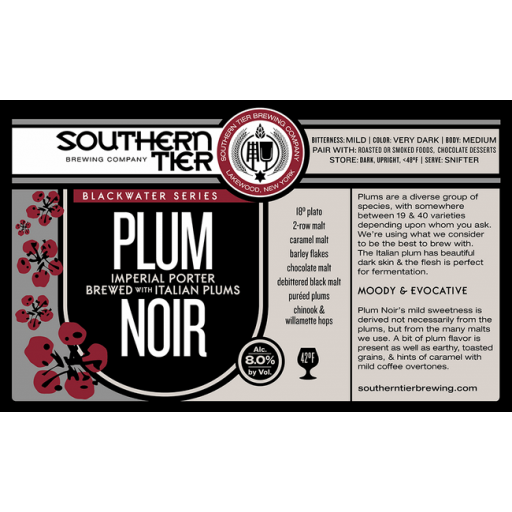 SOUTHERN
TIER
BREWING COMPANY
SOUTHERN TIER BREWING COMPANY
LAKEWOOD, NEW YORK
BITTERNESS: MILD | COLOR: VERY DARK | BODY: MEDIUM
PAIR WITH: ROASTED OR SMOKED FOODS, CHOCOLATE DESSERTS
STORE: DARK, UPRIGHT, <48°F | SERVE: SNIFTER
BLACKWATER SERIES
PLUM
IMPERIAL PORTER
BREWED WITH ITALIAN PLUMS
NOIR
Alc.
8.0%
by Vol.
18° plato
2-row malt
caramel malt
barley flakes
chocolate malt
debittered black malt
puréed plums
chinook &
willamette hops
42°F
Plums are a diverse group of
species, with somewhere
between 19 & 40 varieties
depending upon whom you ask.
We're using what we consider
to be the best to brew with.
The Italian plum has beautiful
dark skin & the flesh is perfect
for fermentation.
MOODY & EVOCATIVE
Plum Noir's mild sweetness is
derived not necessarily from the
plums, but from the many malts
we use. A bit of plum flavor is
present as well as earthy, toasted
grains, & hints of caramel with
mild coffee overtones.
southerntierbrewing.com